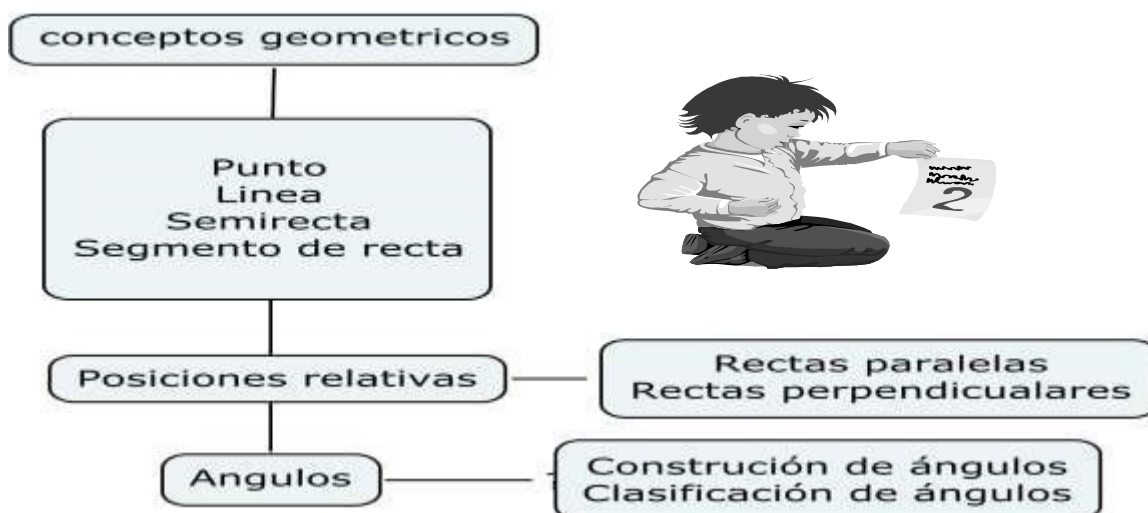 conceptos geometricos
Punto
Linea
Semirecta
Segmento de recta
2
Posiciones relativas
Rectas paralelas
Rectas perpendicualares
Angulos
Construción de ángulos
Clasificación de ángulos